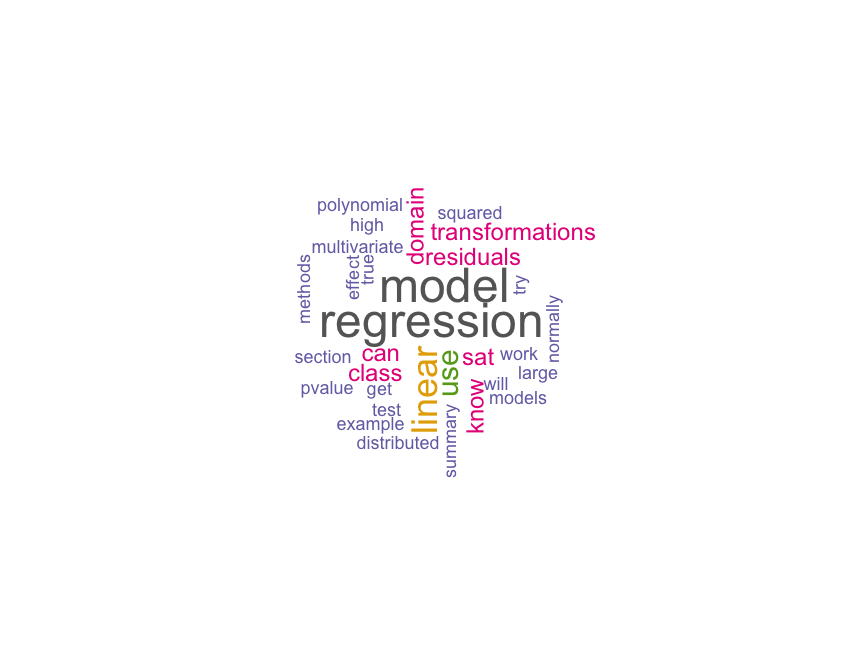 polynomial
domain
squared
high
transformations
multivariate
residuals
methods
effect
true
model
try
regression
normally
section
can
linear
use
sat
work
class
large
pvalue
get
know
will
models
test
example
summary
distributed